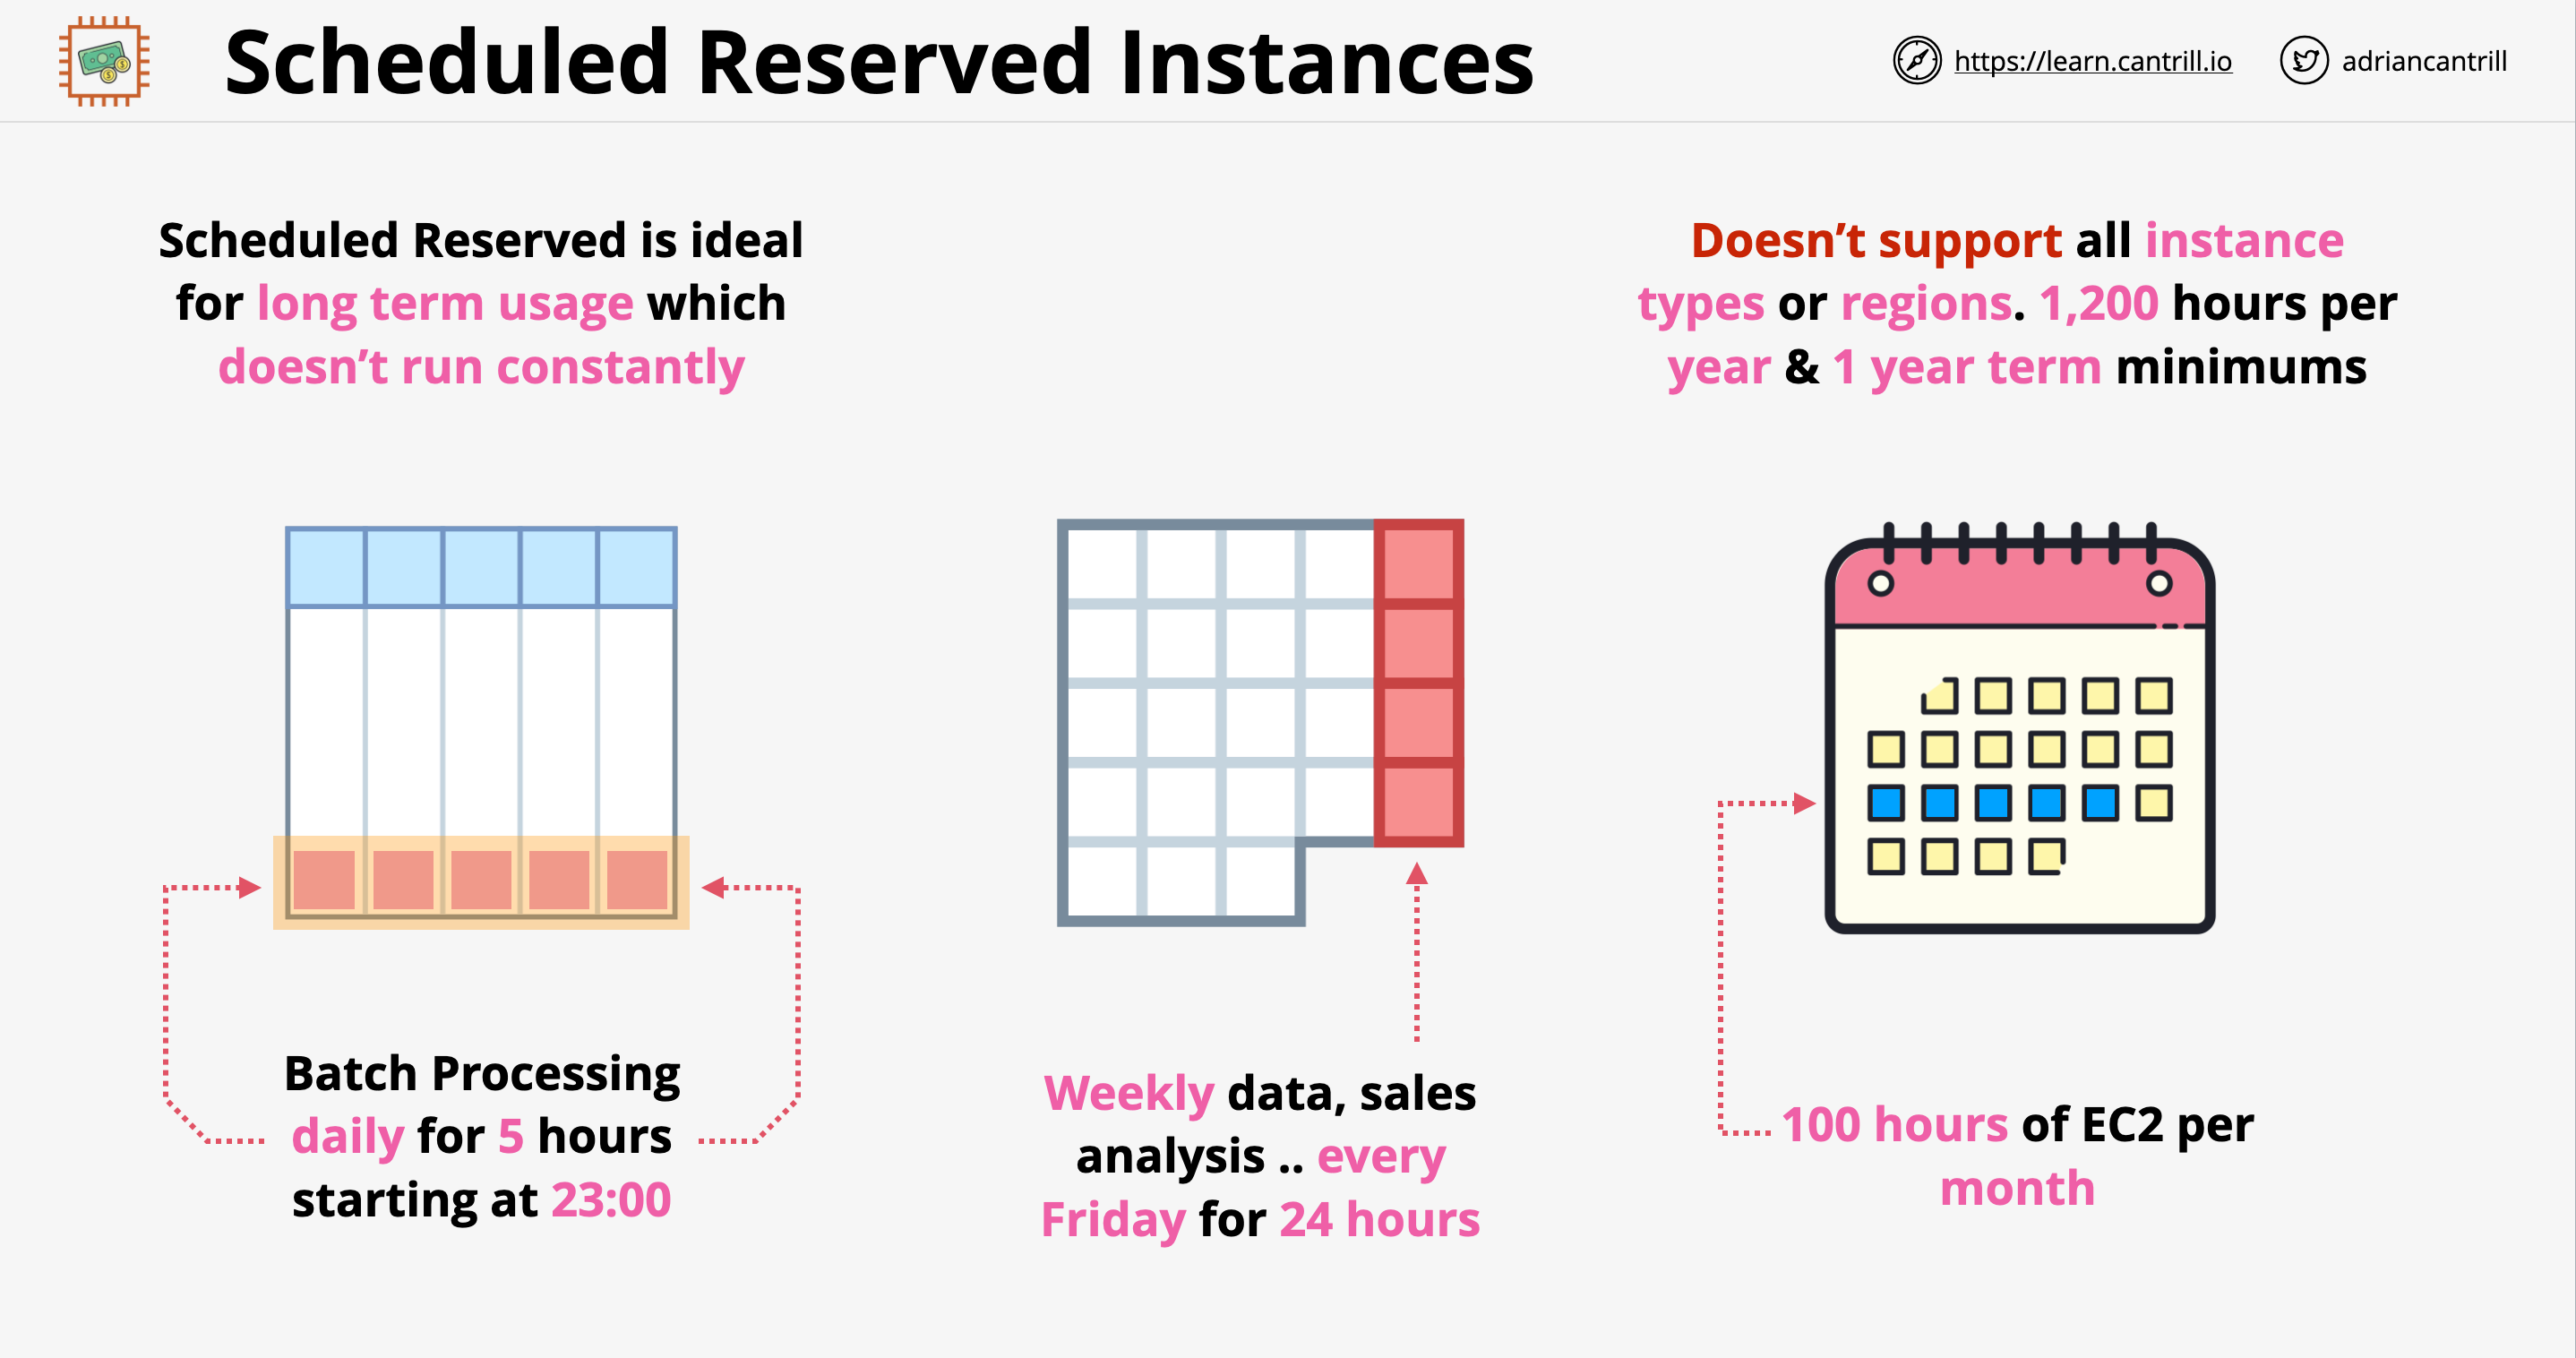 Scheduled Reserved Instances
https://learn.cantrill.io
adriancantrill
Scheduled Reserved is ideal
for long term usage which
doesn’t run constantly
Doesn’t support all instance
types or regions. 1,200 hours per
year & 1 year term minimums
Batch Processing
daily for 5 hours
starting at 23:00
Weekly data, sales
analysis .. every
Friday for 24 hours
100 hours of EC2 per
month